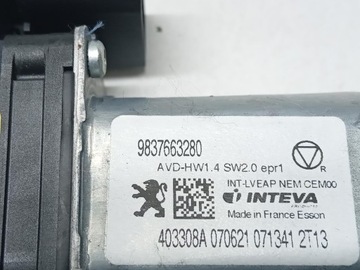 9837663280
AVD-HW1.4 SW2.0 epr1
R
INT-LVEAP NEM CEM00
INTEVA
Made in France Esson
403308A 070621 071341 2T13